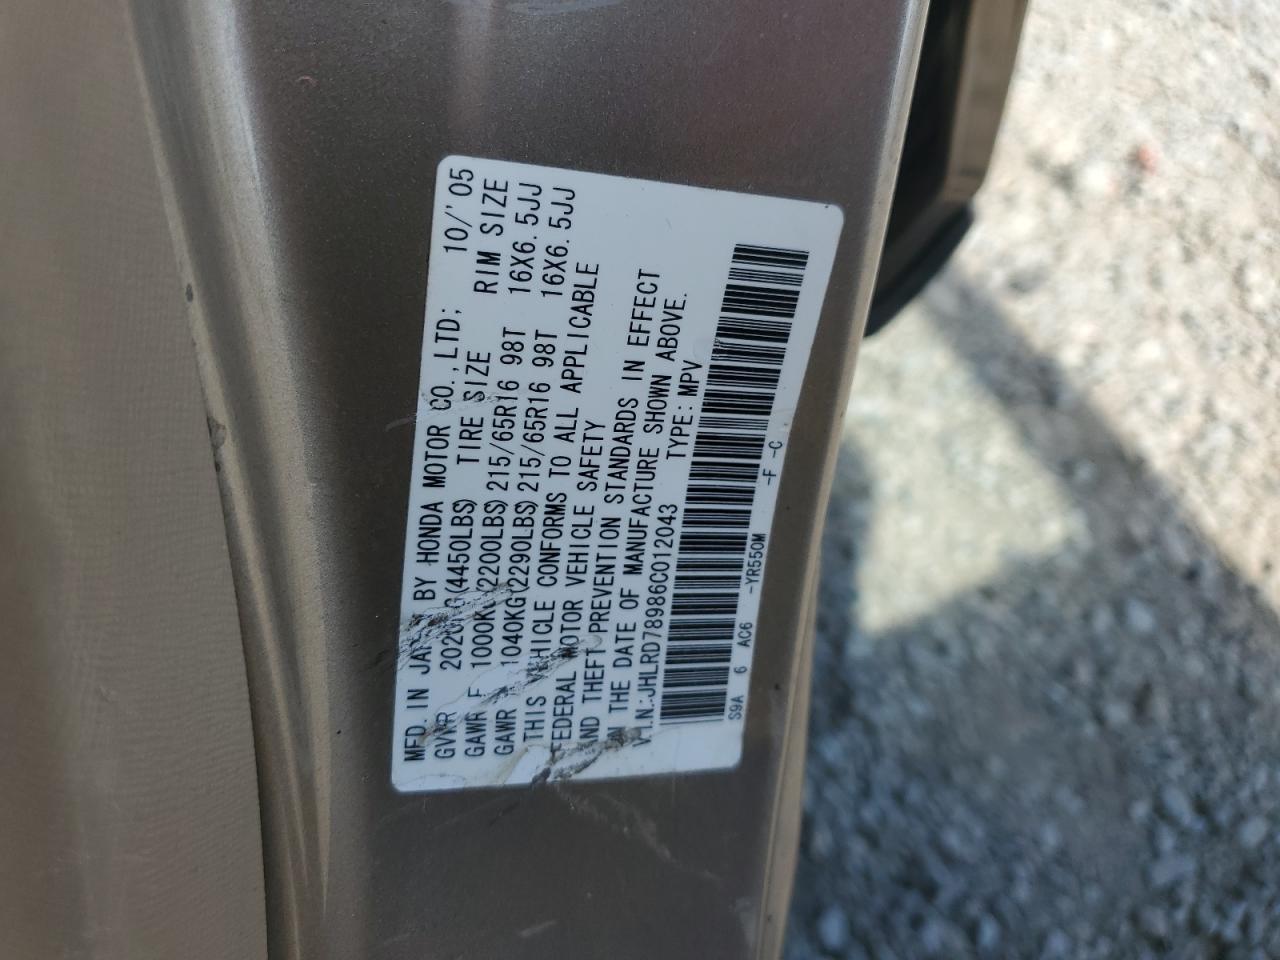 MFD. IN JAPAN BY HONDA MOTOR CO.,LTD; 10/'05
GVWR 2020KG(4450LBS) TIRE SIZE RIM SIZE
GAWR F 1000KG(2200LBS)215/65R16 98T 16X6.5JJ
GAWR 1040KG(2290LBS)215/65R16 98T 16X6.5JJ
THIS VEHICLE CONFORMS TO ALL APPLICABLE
FEDERAL MOTOR VEHICLE SAFETY
AND THEFT PREVENTION STANDARDS IN EFFECT
ON THE DATE OF MANUFACTURE SHOWN ABOVE.
V.I.N.:JHLRD78986C012043 TYPE:MPV
S9A 6 AC6 -YR550M -F -C